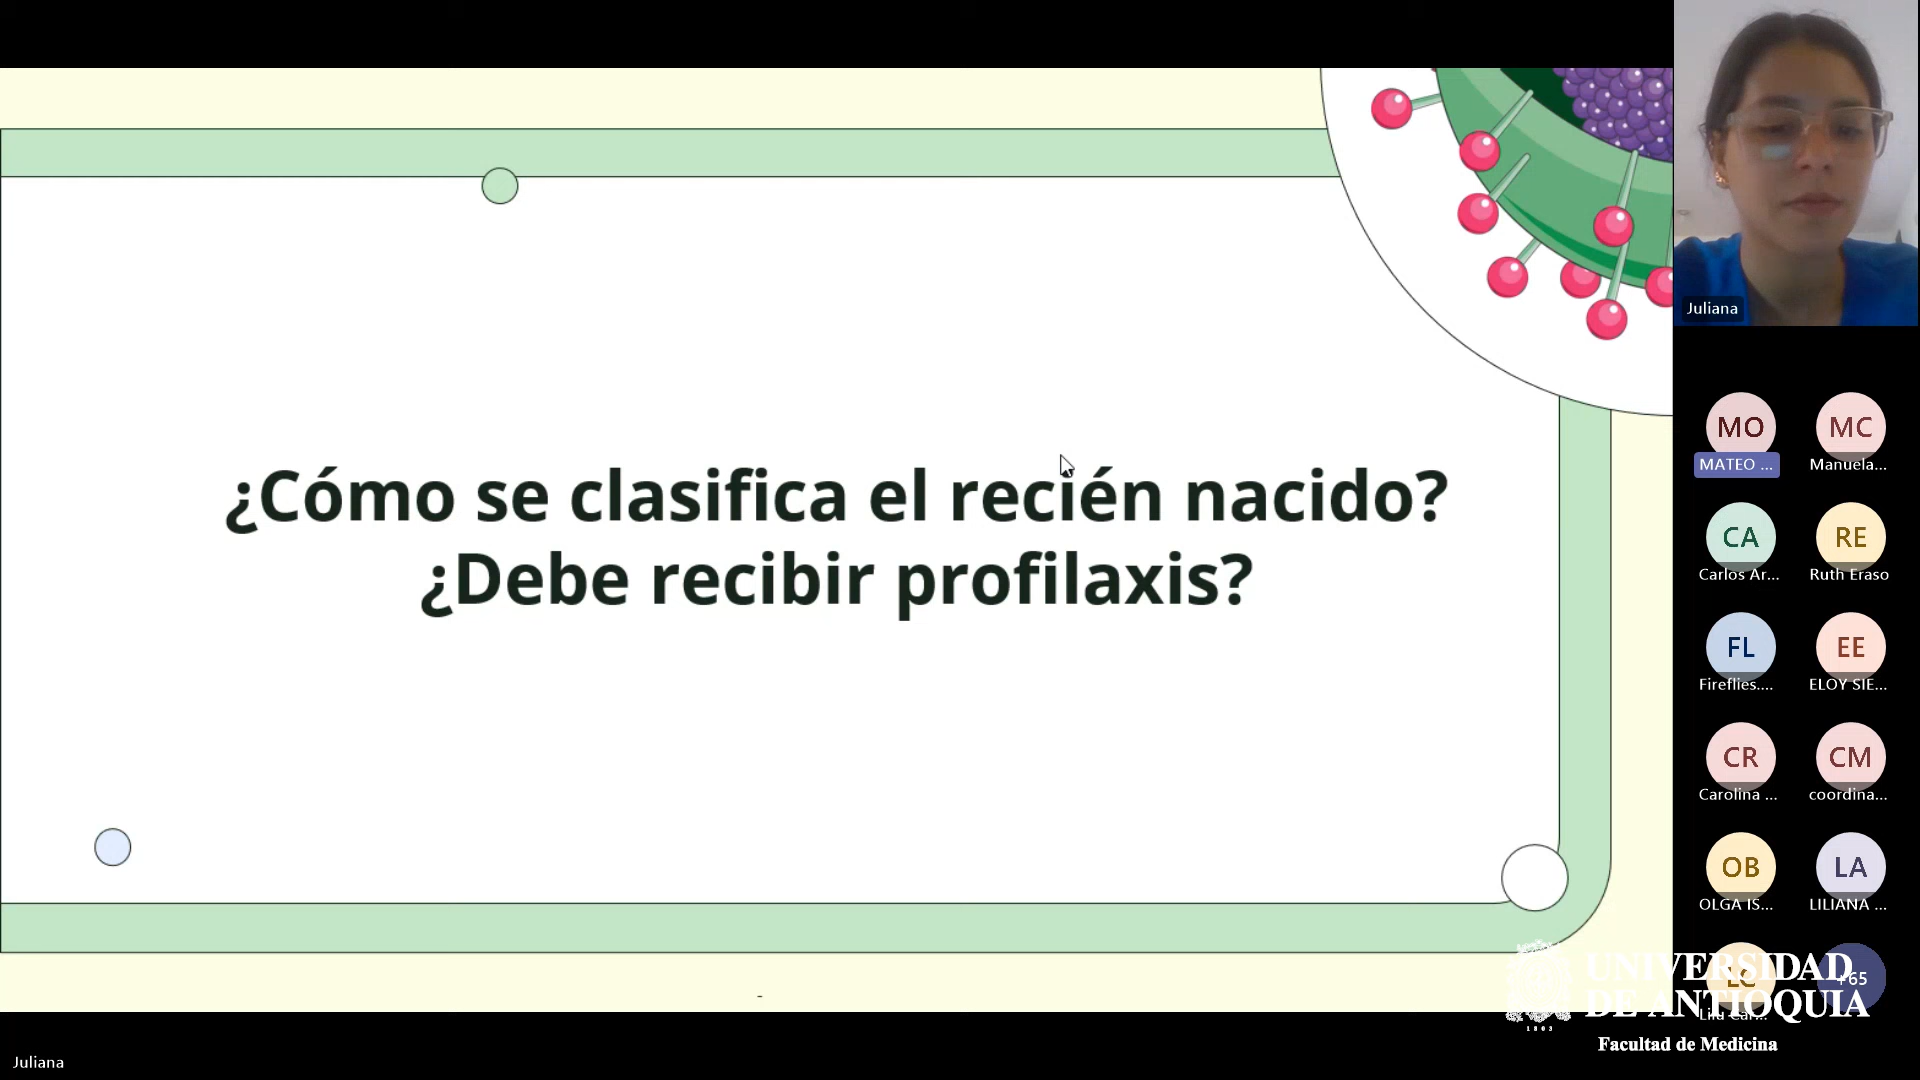 ¿Cómo se clasifica el recién nacido?
¿Debe recibir profilaxis?
Juliana
MO
MC
MATEO ...
Manuela...
CA
RE
Carlos Ar...
Ruth Eraso
FL
EE
Fireflies....
ELOY SIE...
CR
CM
Carolina ...
coordina...
OB
LA
OLGA IS...
LILIANA ...
+65
UNIVERSIDAD
DE ANTIOQUIA
1803
Facultad de Medicina
Juliana